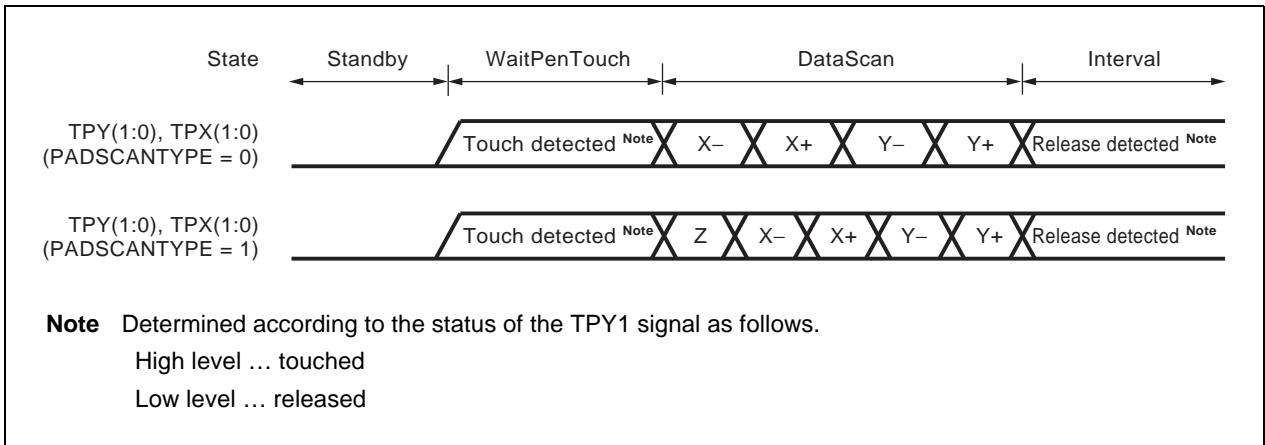 State Standby WaitPenTouch DataScan Interval
TPY(1:0), TPX(1:0)
(PADSCANTYPE = 0)
Touch detected Note X− X+ Y− Y+ Release detected Note
TPY(1:0), TPX(1:0)
(PADSCANTYPE = 1)
Touch detected Note Z X− X+ Y− Y+ Release detected Note
Note Determined according to the status of the TPY1 signal as follows.
High level … touched
Low level … released